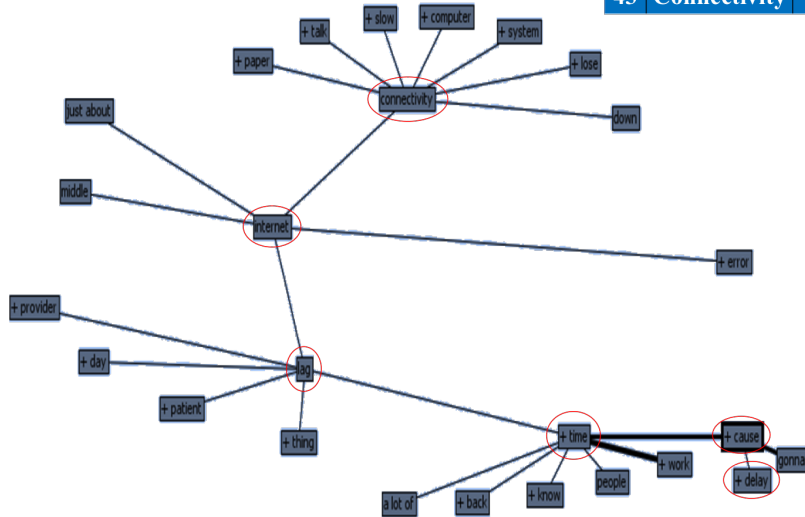 43 Connectivity
+ slow
+ computer
+ talk
+ system
+ paper
+ lose
connectivity
just about
down
middle
internet
+ error
+ provider
+ day
lag
+ patient
+ thing
+ time
+ cause
+ work
gonna
people
+ delay
a lot of
+ back
+ know